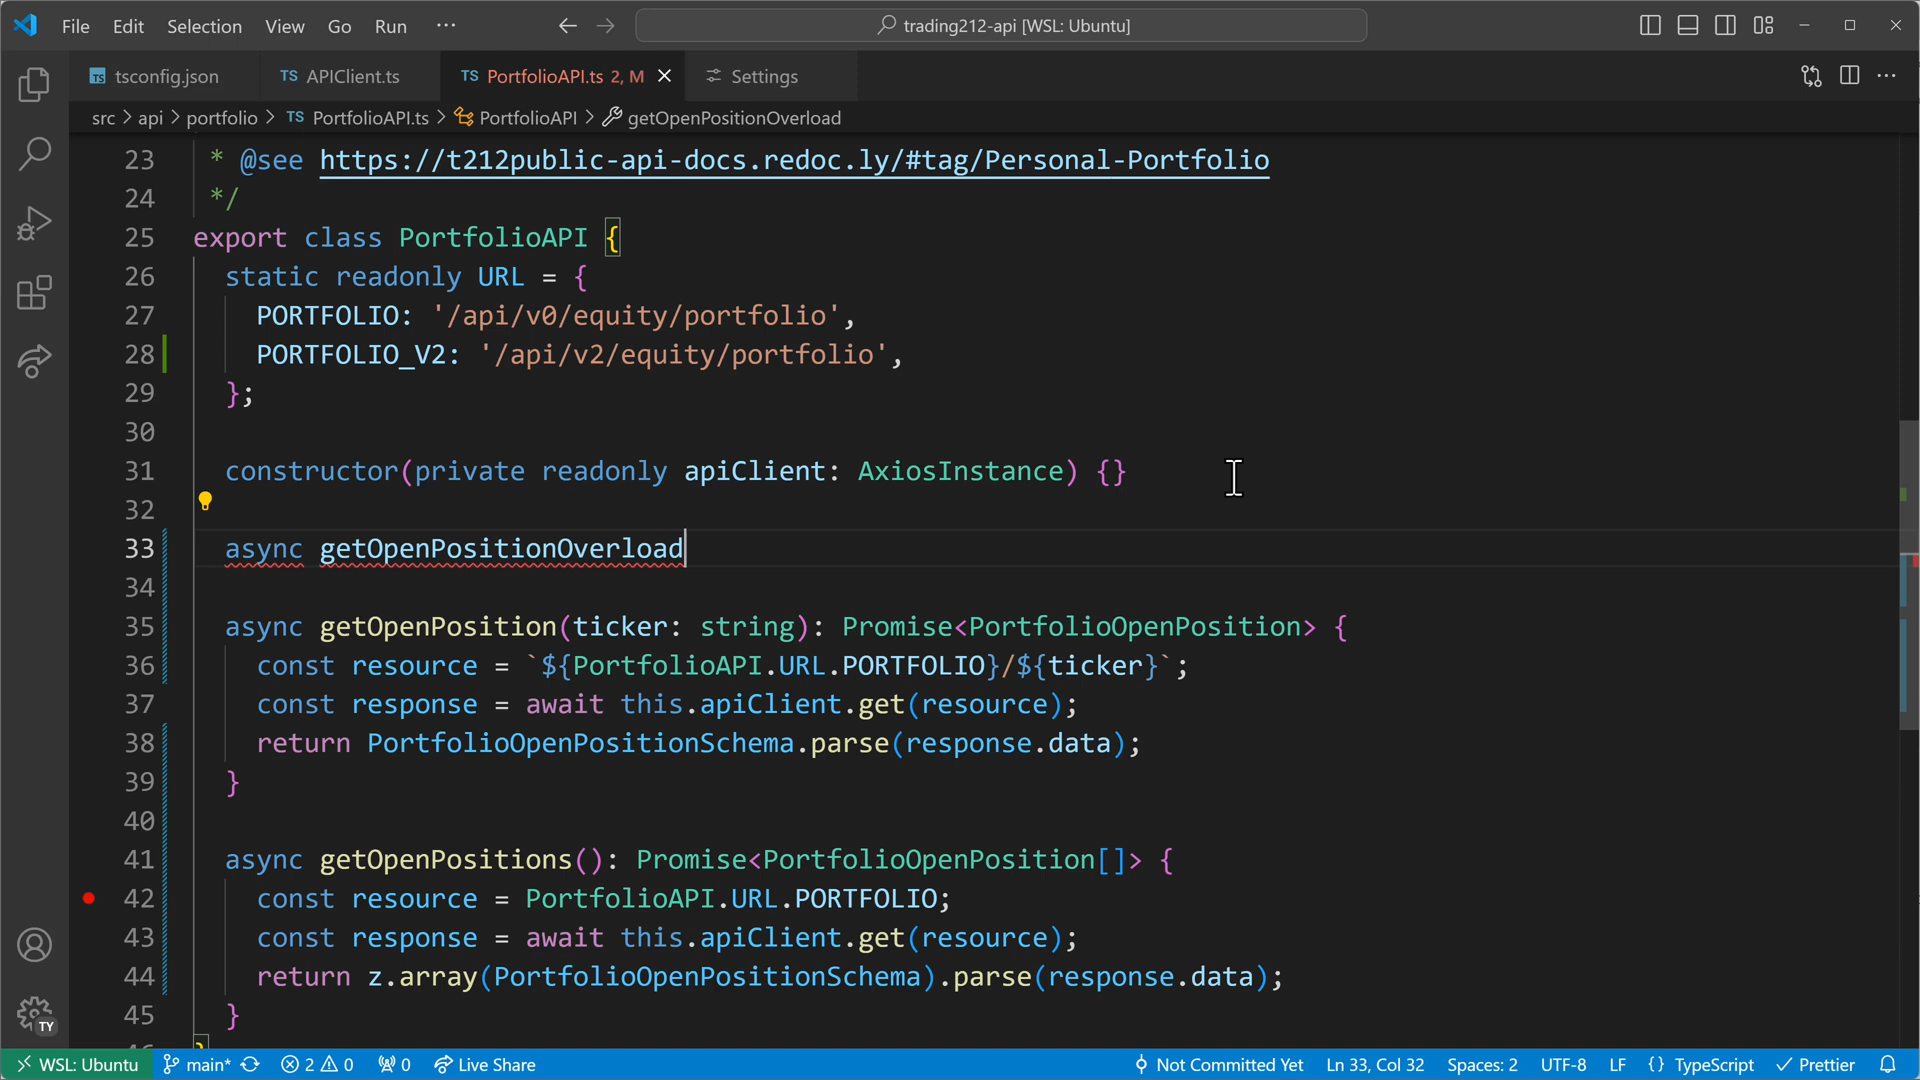 File Edit Selection View Go Run ··· trading212-api [WSL: Ubuntu]
tsconfig.json TS APIClient.ts TS PortfolioAPI.ts 2, M Settings
src > api > portfolio > TS PortfolioAPI.ts > PortfolioAPI > getOpenPositionOverload
23 * @see https://t212public-api-docs.redoc.ly/#tag/Personal-Portfolio
24 */
25 export class PortfolioAPI {
26 static readonly URL = {
27 PORTFOLIO: '/api/v0/equity/portfolio',
28 PORTFOLIO_V2: '/api/v2/equity/portfolio',
29 };
30
31 constructor(private readonly apiClient: AxiosInstance) {}
32
33 async getOpenPositionOverload
34
35 async getOpenPosition(ticker: string): Promise<PortfolioOpenPosition> {
36 const resource = `${PortfolioAPI.URL.PORTFOLIO}/${ticker}`;
37 const response = await this.apiClient.get(resource);
38 return PortfolioOpenPositionSchema.parse(response.data);
39 }
40
41 async getOpenPositions(): Promise<PortfolioOpenPosition[]> {
42 const resource = PortfolioAPI.URL.PORTFOLIO;
43 const response = await this.apiClient.get(resource);
44 return z.array(PortfolioOpenPositionSchema).parse(response.data);
45 }
TY
WSL: Ubuntu main* 2 0 0 Live Share Not Committed Yet Ln 33, Col 32 Spaces: 2 UTF-8 LF {} TypeScript Prettier